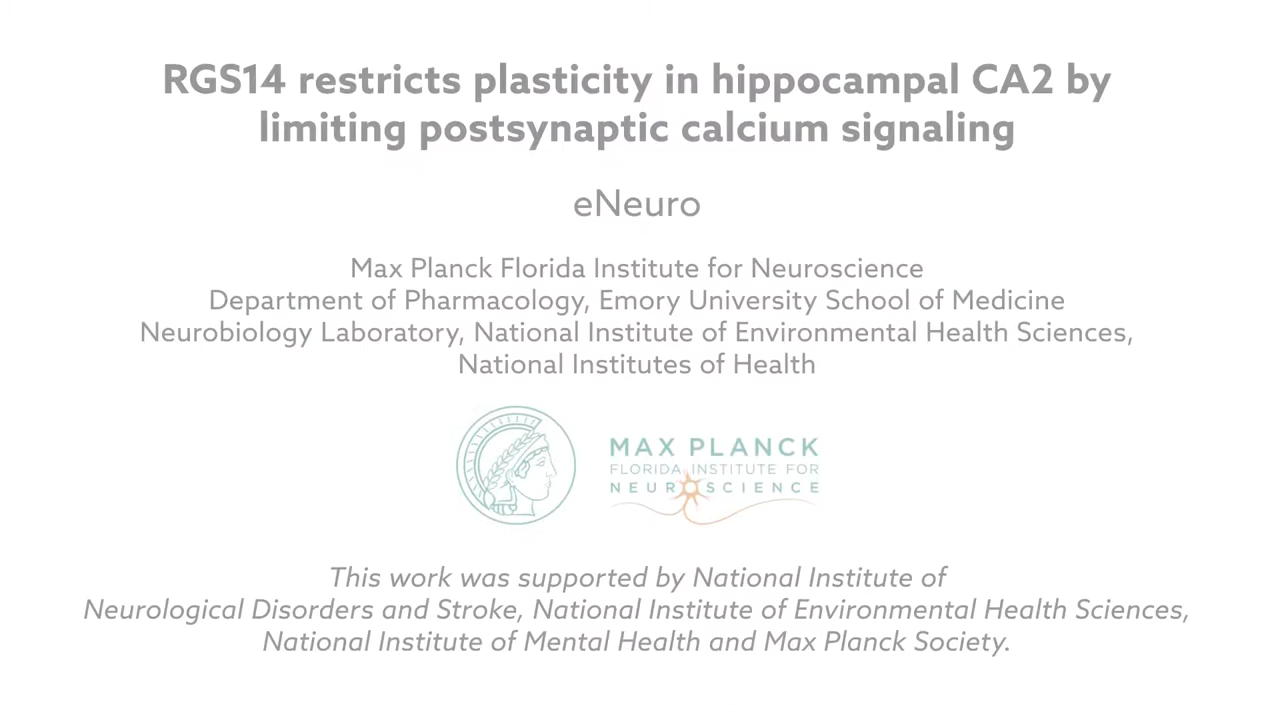 RGS14 restricts plasticity in hippocampal CA2 by
limiting postsynaptic calcium signaling
eNeuro
Max Planck Florida Institute for Neuroscience
Department of Pharmacology, Emory University School of Medicine
Neurobiology Laboratory, National Institute of Environmental Health Sciences,
National Institutes of Health
MAX PLANCK
FLORIDA INSTITUTE FOR
NEUROSCIENCE
This work was supported by National Institute of
Neurological Disorders and Stroke, National Institute of Environmental Health Sciences,
National Institute of Mental Health and Max Planck Society.